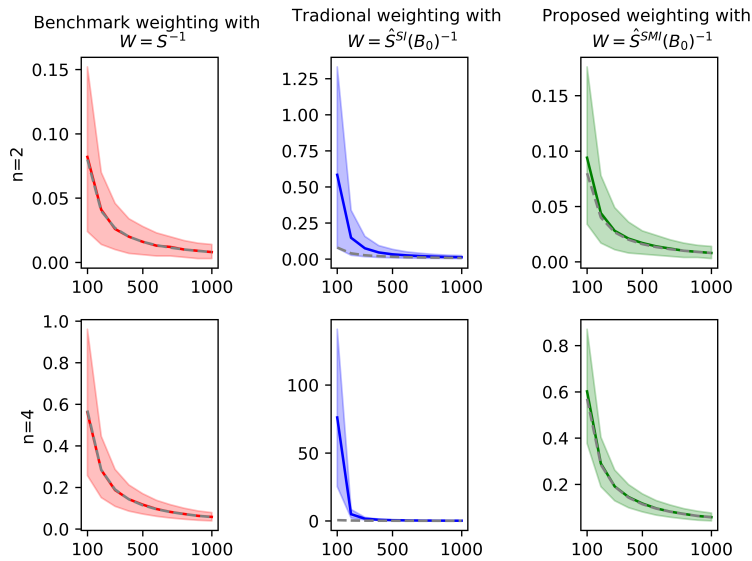 Benchmark weighting with
W = S⁻¹
Tradional weighting with
W = Ŝ^{SI}(B₀)⁻¹
Proposed weighting with
W = Ŝ^{SMI}(B₀)⁻¹
n=2
0.15
0.10
0.05
0.00
100 500 1000
1.25
1.00
0.75
0.50
0.25
0.00
100 500 1000
0.15
0.10
0.05
0.00
100 500 1000
n=4
1.0
0.8
0.6
0.4
0.2
0.0
100 500 1000
100
50
0
100 500 1000
0.8
0.6
0.4
0.2
100 500 1000